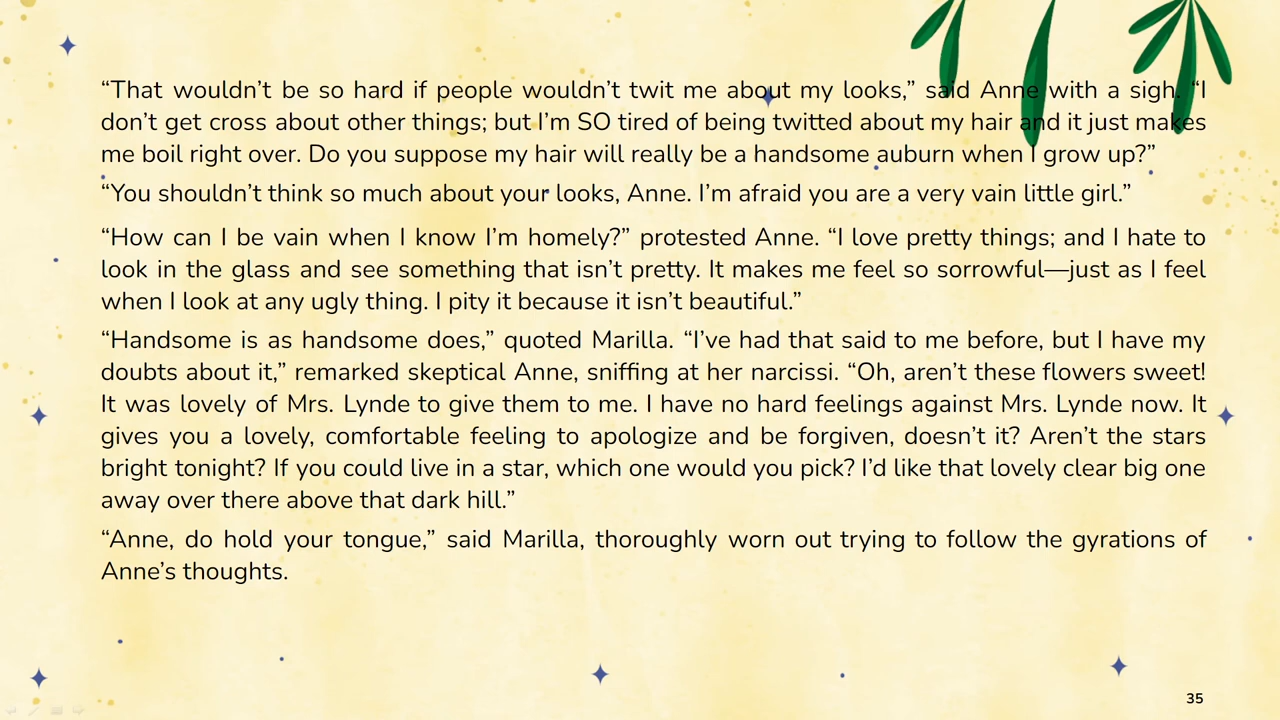 “That wouldn’t be so hard if people wouldn’t twit me about my looks,” said Anne with a sigh. “I
don’t get cross about other things; but I’m SO tired of being twitted about my hair and it just makes
me boil right over. Do you suppose my hair will really be a handsome auburn when I grow up?”
“You shouldn’t think so much about your looks, Anne. I’m afraid you are a very vain little girl.”
“How can I be vain when I know I’m homely?” protested Anne. “I love pretty things; and I hate to
look in the glass and see something that isn’t pretty. It makes me feel so sorrowful—just as I feel
when I look at any ugly thing. I pity it because it isn’t beautiful.”
“Handsome is as handsome does,” quoted Marilla. “I’ve had that said to me before, but I have my
doubts about it,” remarked skeptical Anne, sniffing at her narcissi. “Oh, aren’t these flowers sweet!
It was lovely of Mrs. Lynde to give them to me. I have no hard feelings against Mrs. Lynde now. It
gives you a lovely, comfortable feeling to apologize and be forgiven, doesn’t it? Aren’t the stars
bright tonight? If you could live in a star, which one would you pick? I’d like that lovely clear big one
away over there above that dark hill.”
“Anne, do hold your tongue,” said Marilla, thoroughly worn out trying to follow the gyrations of
Anne’s thoughts.
35